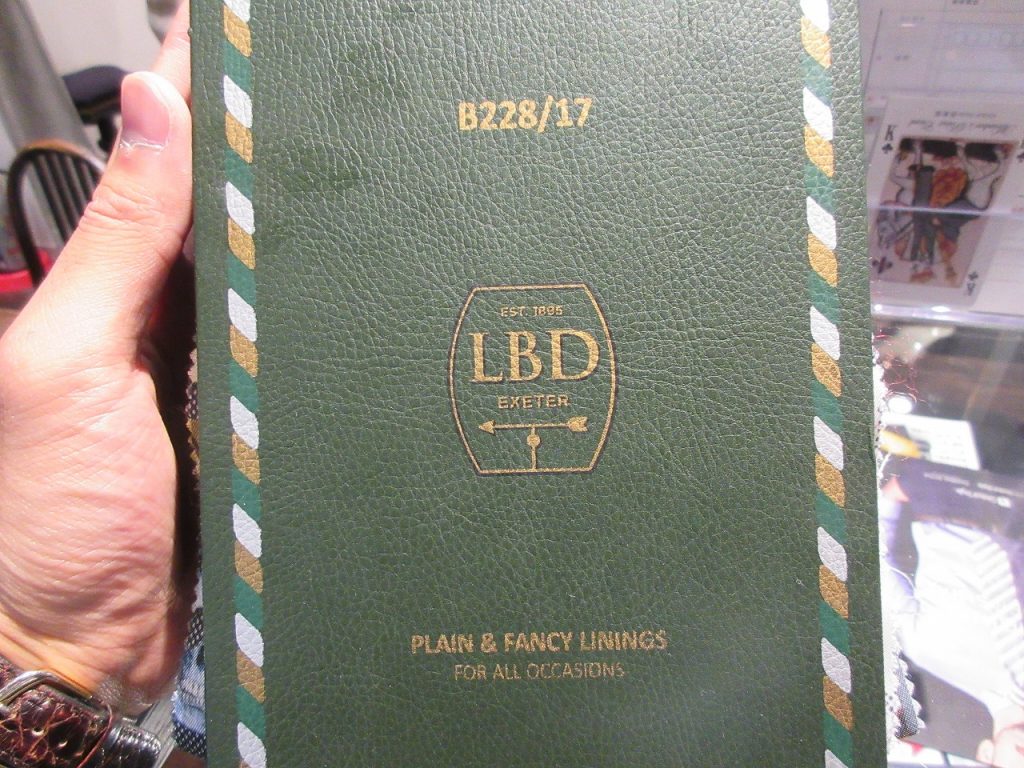 B228/17
EST. 1895
LBD
EXETER
PLAIN & FANCY LININGS
FOR ALL OCCASIONS
K